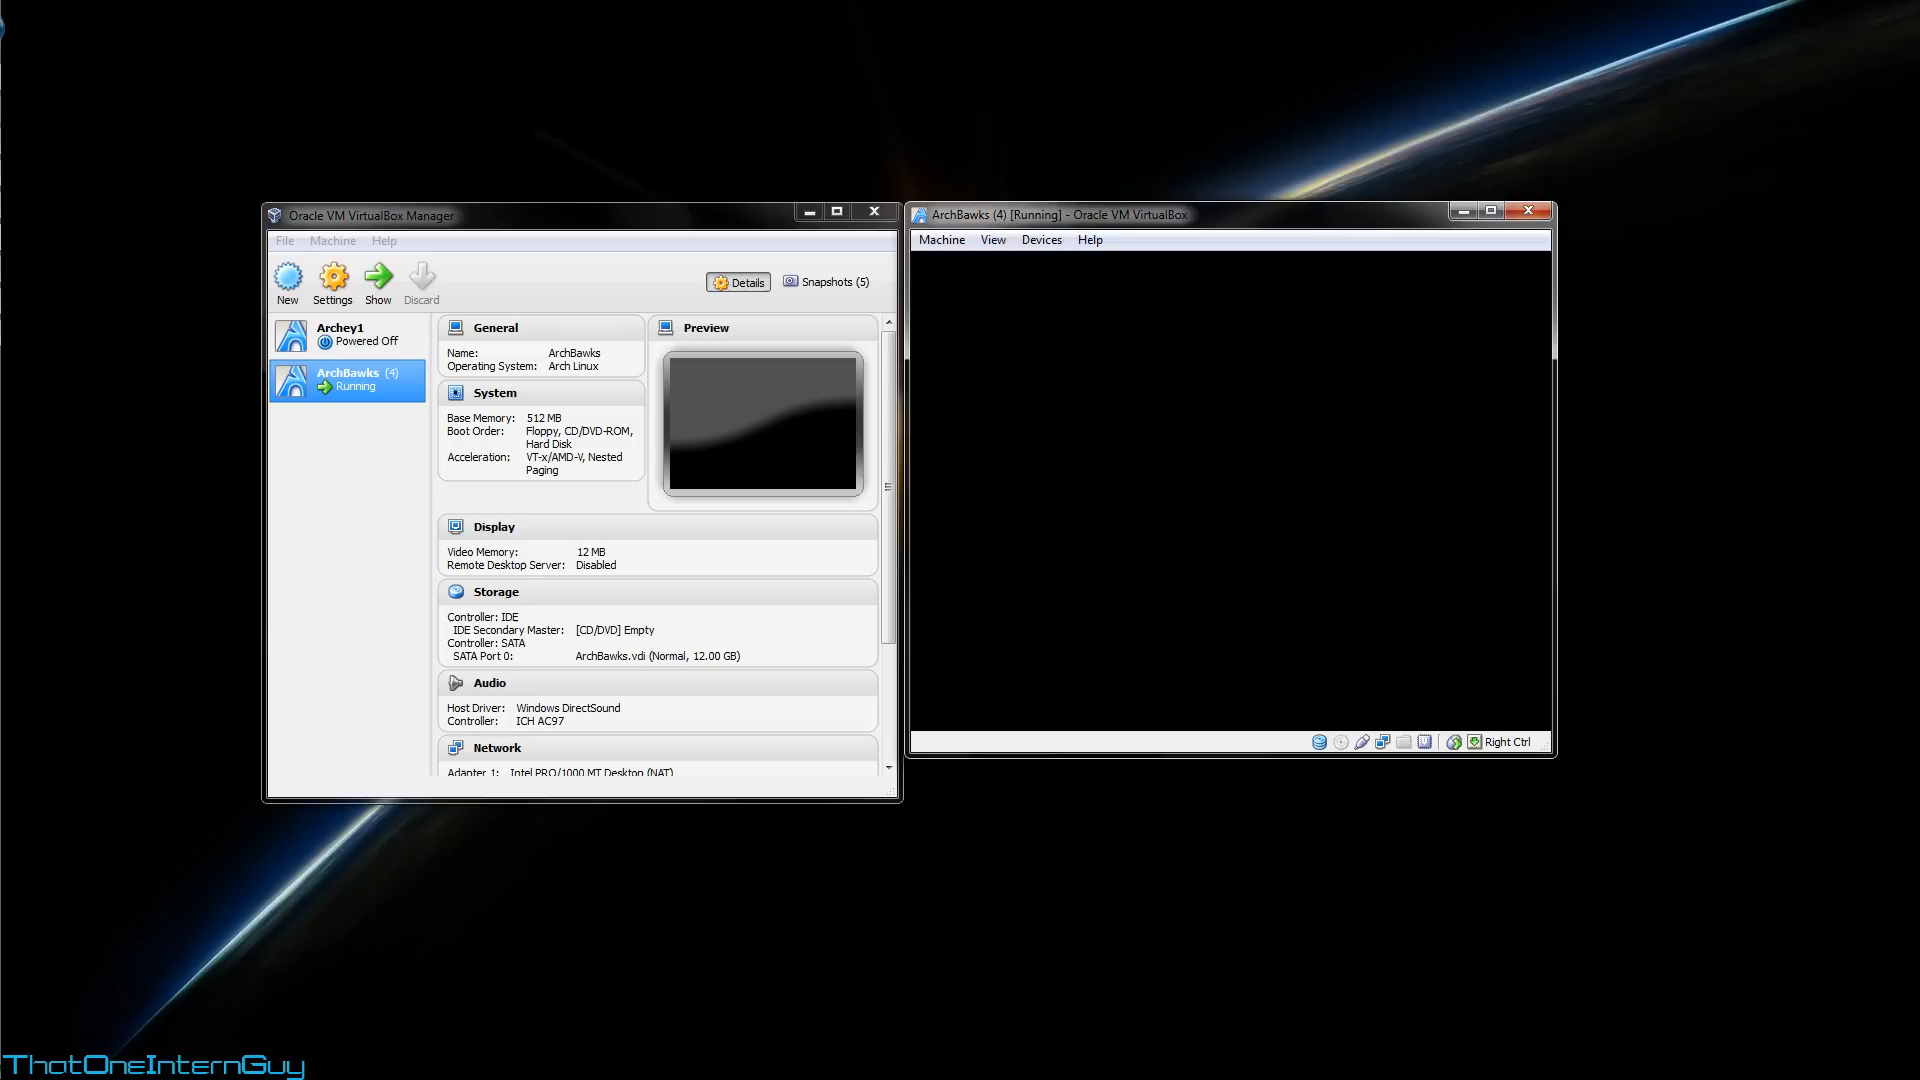 Oracle VM VirtualBox Manager
File Machine Help
New Settings Show Discard
Details Snapshots (5)
Archey1
Powered Off
ArchBawks (4)
Running
General
Name: ArchBawks
Operating System: Arch Linux
System
Base Memory: 512 MB
Boot Order: Floppy, CD/DVD-ROM,
Hard Disk
Acceleration: VT-x/AMD-V, Nested
Paging
Preview
Display
Video Memory: 12 MB
Remote Desktop Server: Disabled
Storage
Controller: IDE
IDE Secondary Master: [CD/DVD] Empty
Controller: SATA
SATA Port 0: ArchBawks.vdi (Normal, 12.00 GB)
Audio
Host Driver: Windows DirectSound
Controller: ICH AC97
Network
Adapter 1: Intel PRO/1000 MT Desktop (NAT)
ArchBawks (4) [Running] - Oracle VM VirtualBox
Machine View Devices Help
Right Ctrl
ThatOneInternGuy